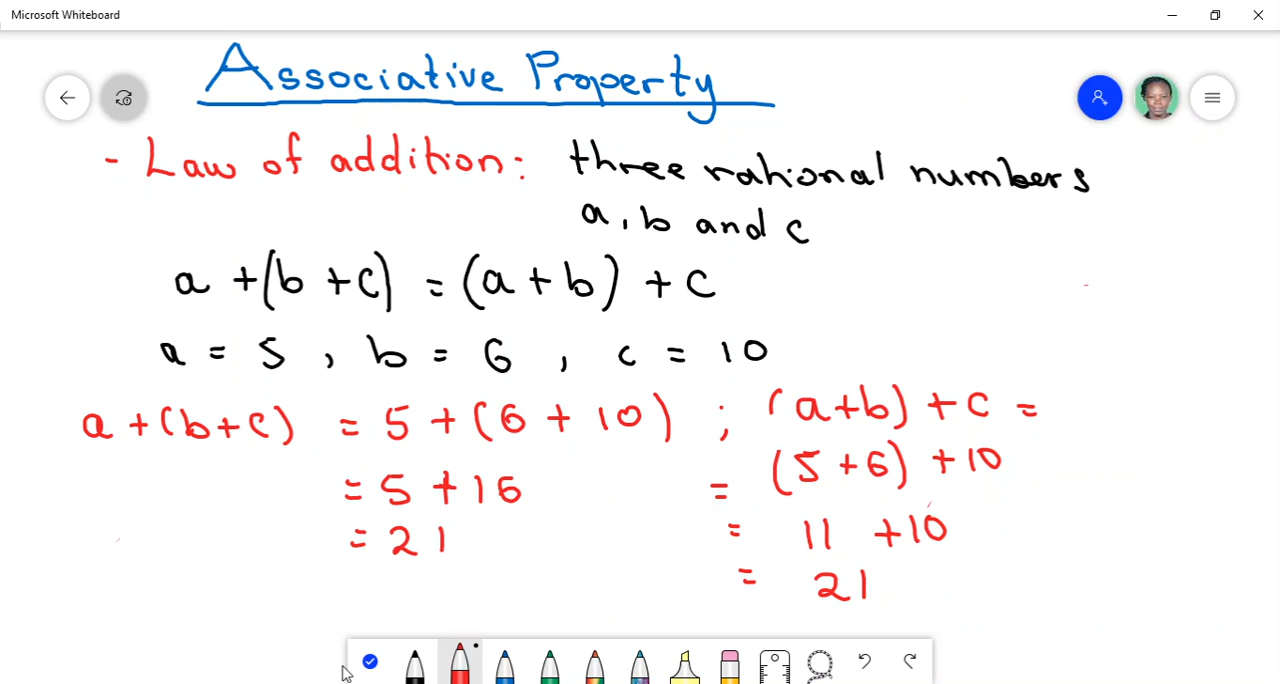 Microsoft Whiteboard
Associative Property
- Law of addition: three rational numbers
a, b and c
a + (b + c) = (a + b) + c
a = 5 , b = 6 , c = 10
a + (b + c) = 5 + (6 + 10) ; (a + b) + c =
= 5 + 16
= (5 + 6) + 10
= 21
= 11 + 10
= 21